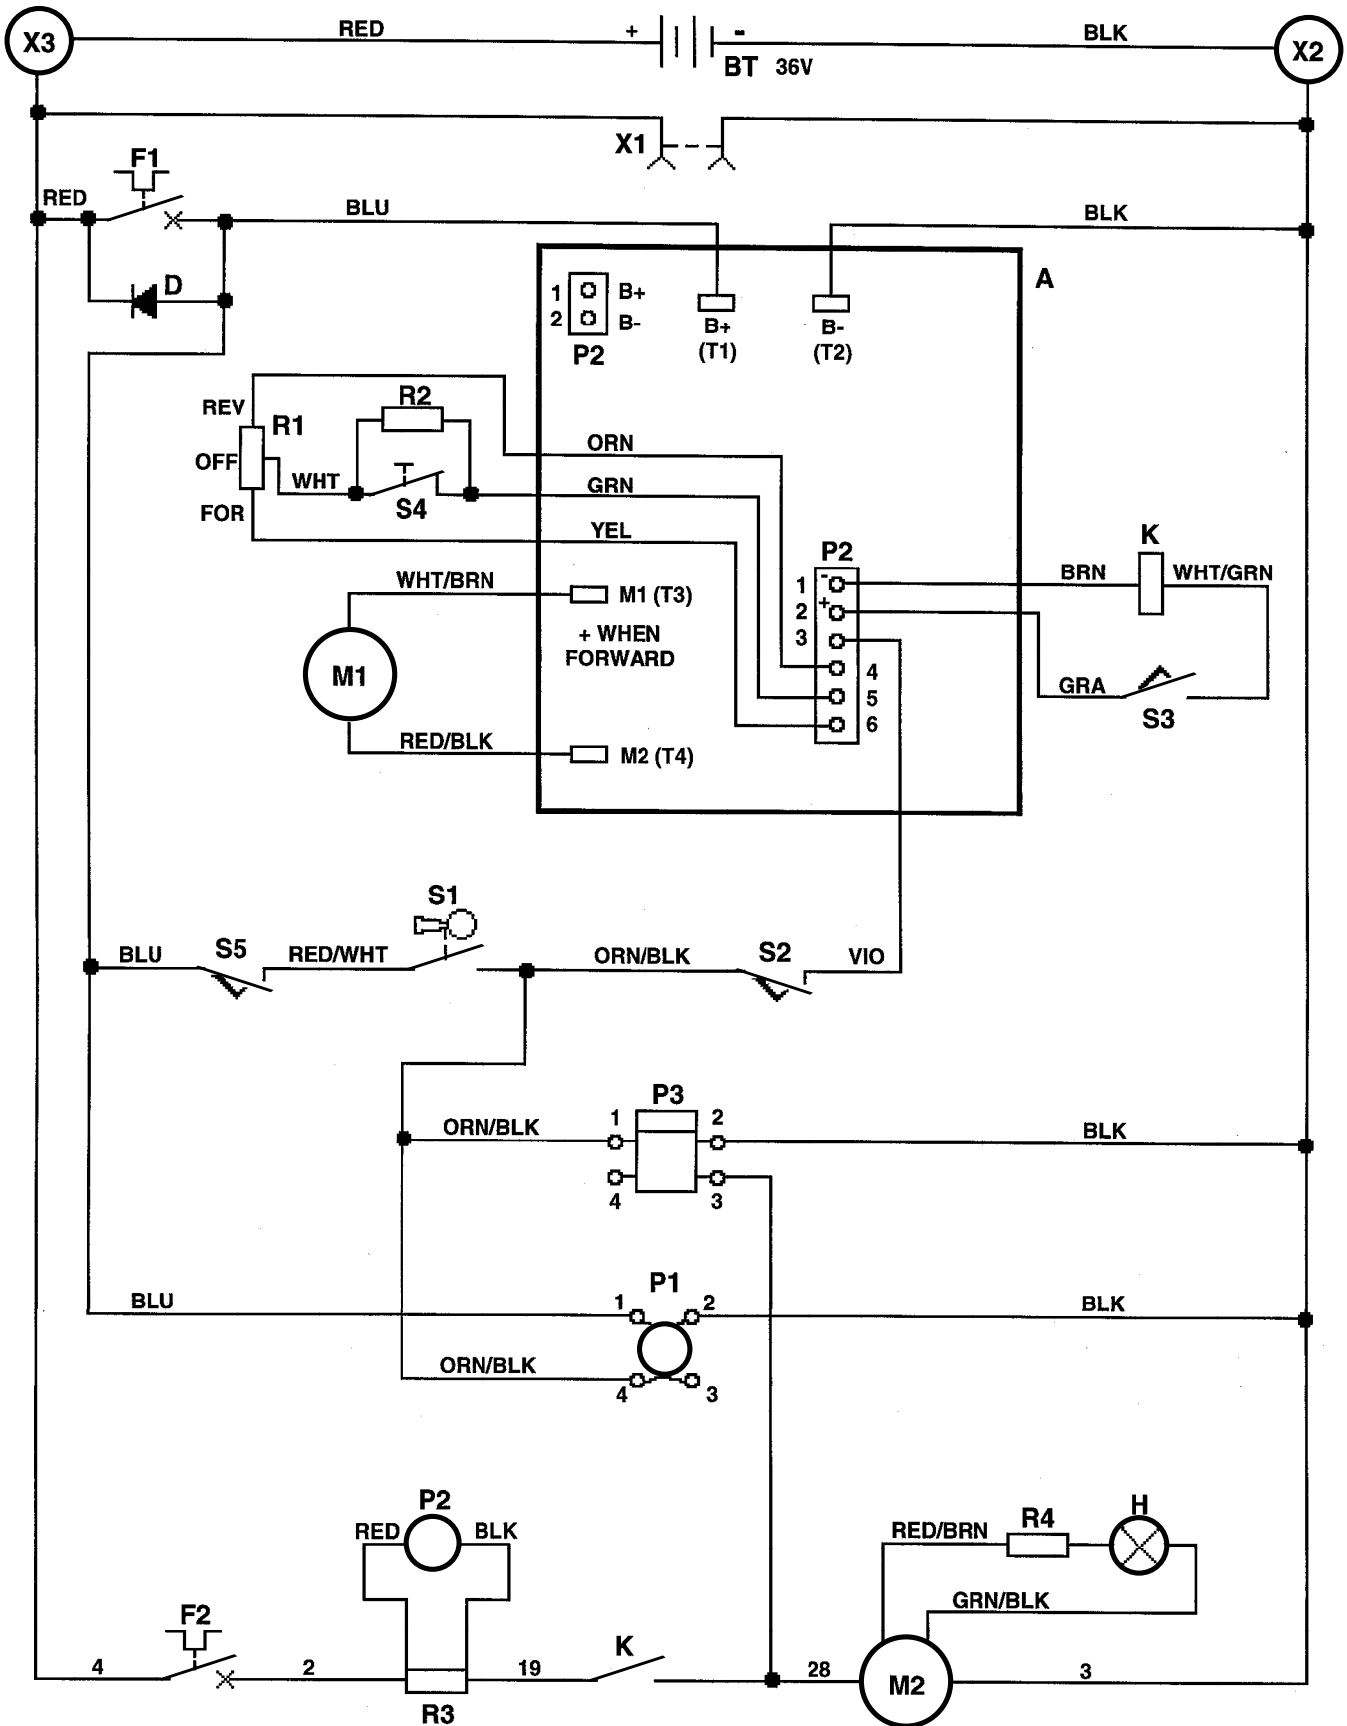 X3
RED
+
-
BT 36V
BLK
X2
X1
F1
RED
BLU
BLK
D
A
1 B+
2 B-
P2
B+
(T1)
B-
(T2)
REV
R1
R2
OFF
WHT
S4
FOR
ORN
GRN
YEL
WHT/BRN
M1 (T3)
+ WHEN
FORWARD
M1
RED/BLK
M2 (T4)
P2
1 -
2 +
3
4
5
6
BRN
K
WHT/GRN
GRA
S3
BLU
S5
RED/WHT
S1
ORN/BLK
S2
VIO
P3
ORN/BLK
1
2
BLK
4
3
P1
BLU
1
2
BLK
ORN/BLK
4
3
P2
RED
BLK
RED/BRN
R4
H
GRN/BLK
F2
4
2
R3
19
K
28
M2
3